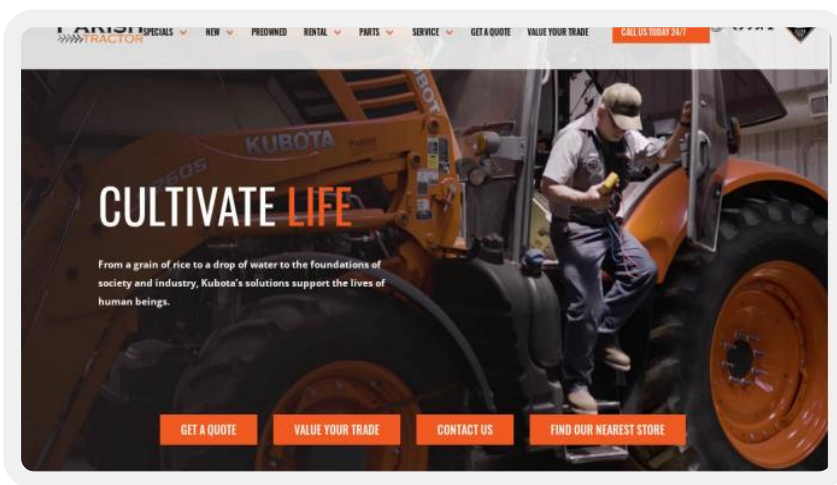 PARISH
TRACTOR
SPECIALS NEW PREOWNED RENTAL PARTS SERVICE GET A QUOTE VALUE YOUR TRADE CALL US TODAY 24/7
KUBOTA
CULTIVATE LIFE
From a grain of rice to a drop of water to the foundations of
society and industry, Kubota's solutions support the lives of
human beings.
GET A QUOTE VALUE YOUR TRADE CONTACT US FIND OUR NEAREST STORE